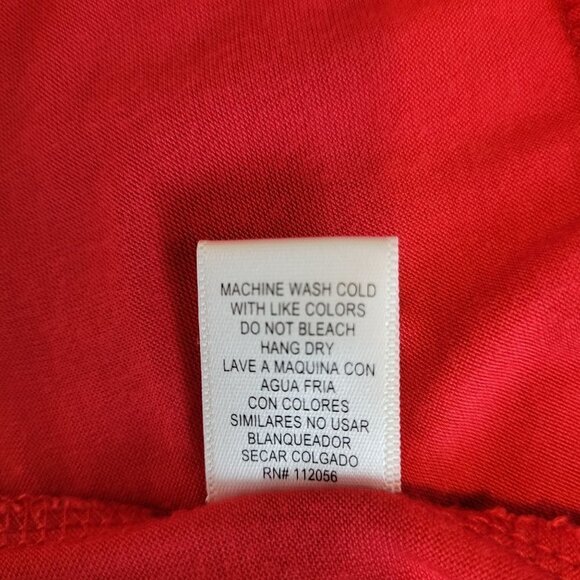 MACHINE WASH COLD
WITH LIKE COLORS
DO NOT BLEACH
HANG DRY
LAVE A MAQUINA CON
AGUA FRIA
CON COLORES
SIMILARES NO USAR
BLANQUEADOR
SECAR COLGADO
RN# 112056